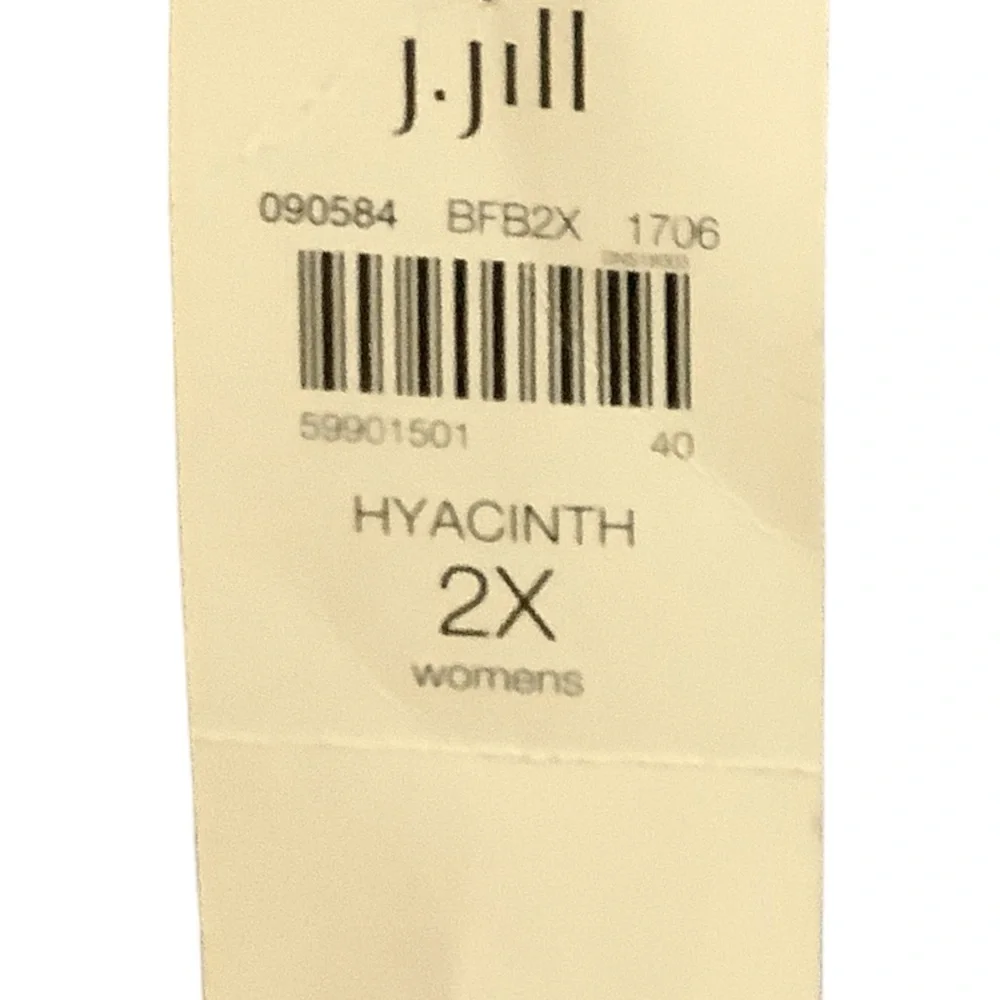 J.Jill
090584 BFB2X 1706
59901501 40
HYACINTH
2X
womens